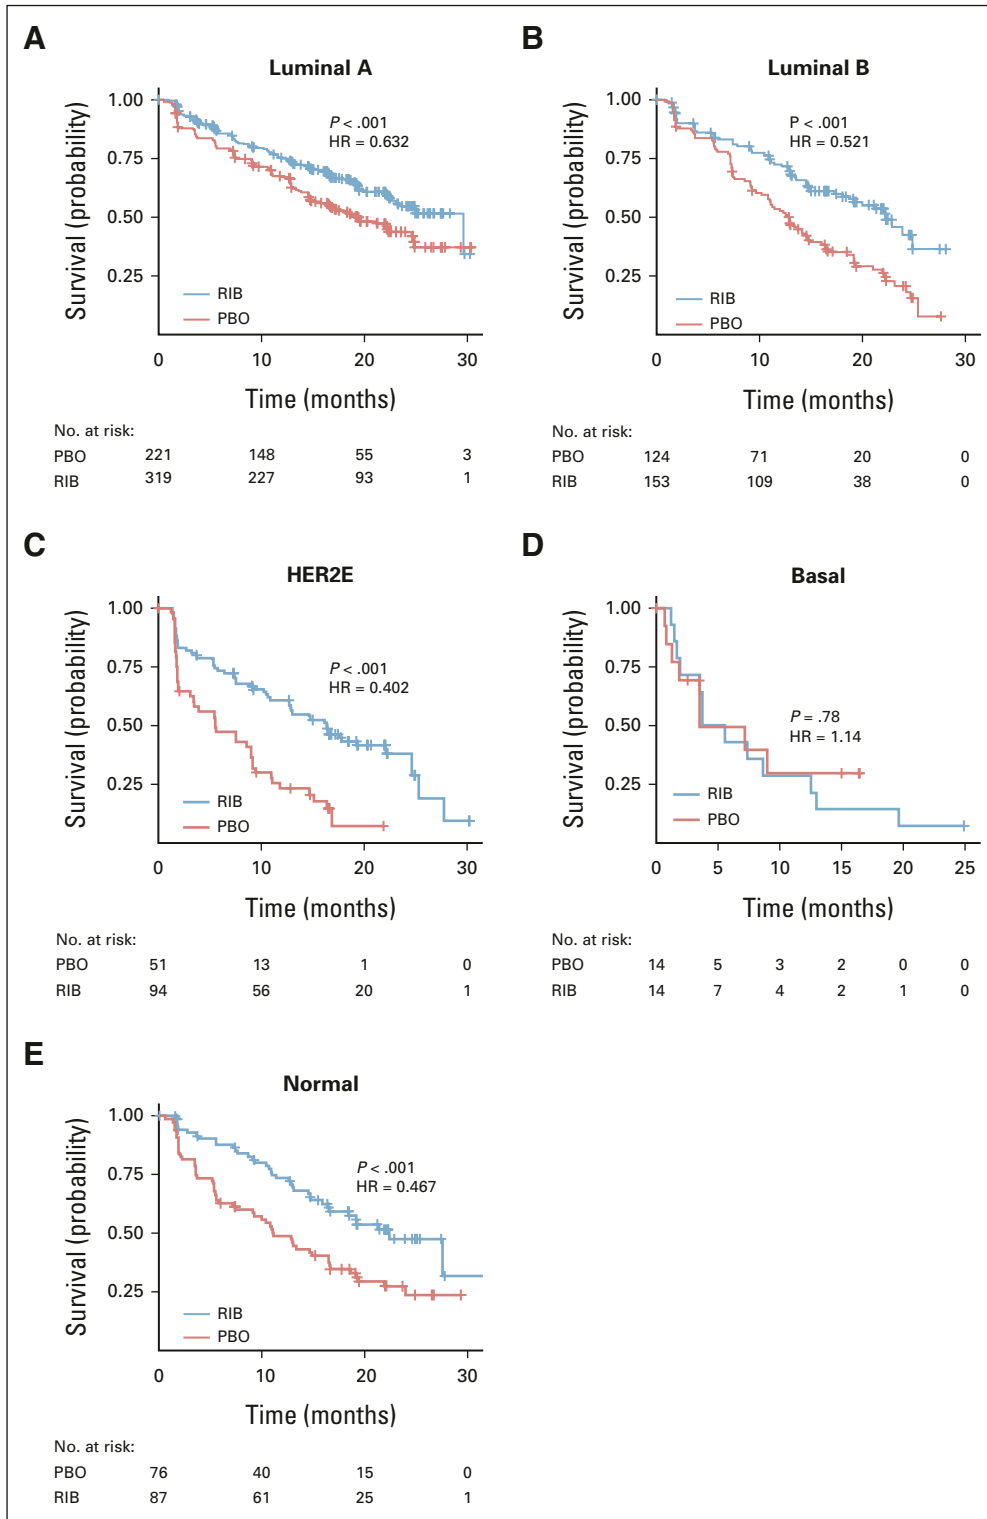 A
Luminal A
Survival (probability)
1.00
0.75
0.50
0.25
P < .001
HR = 0.632
RIB
PBO
0 10 20 30
Time (months)
No. at risk:
PBO 221 148 55 3
RIB 319 227 93 1
B
Luminal B
Survival (probability)
1.00
0.75
0.50
0.25
P < .001
HR = 0.521
RIB
PBO
0 10 20 30
Time (months)
No. at risk:
PBO 124 71 20 0
RIB 153 109 38 0
C
HER2E
Survival (probability)
1.00
0.75
0.50
0.25
P < .001
HR = 0.402
RIB
PBO
0 10 20 30
Time (months)
No. at risk:
PBO 51 13 1 0
RIB 94 56 20 1
D
Basal
Survival (probability)
1.00
0.75
0.50
0.25
P = .78
HR = 1.14
RIB
PBO
0 5 10 15 20 25
Time (months)
No. at risk:
PBO 14 5 3 2 0 0
RIB 14 7 4 2 1 0
E
Normal
Survival (probability)
1.00
0.75
0.50
0.25
P < .001
HR = 0.467
RIB
PBO
0 10 20 30
Time (months)
No. at risk:
PBO 76 40 15 0
RIB 87 61 25 1